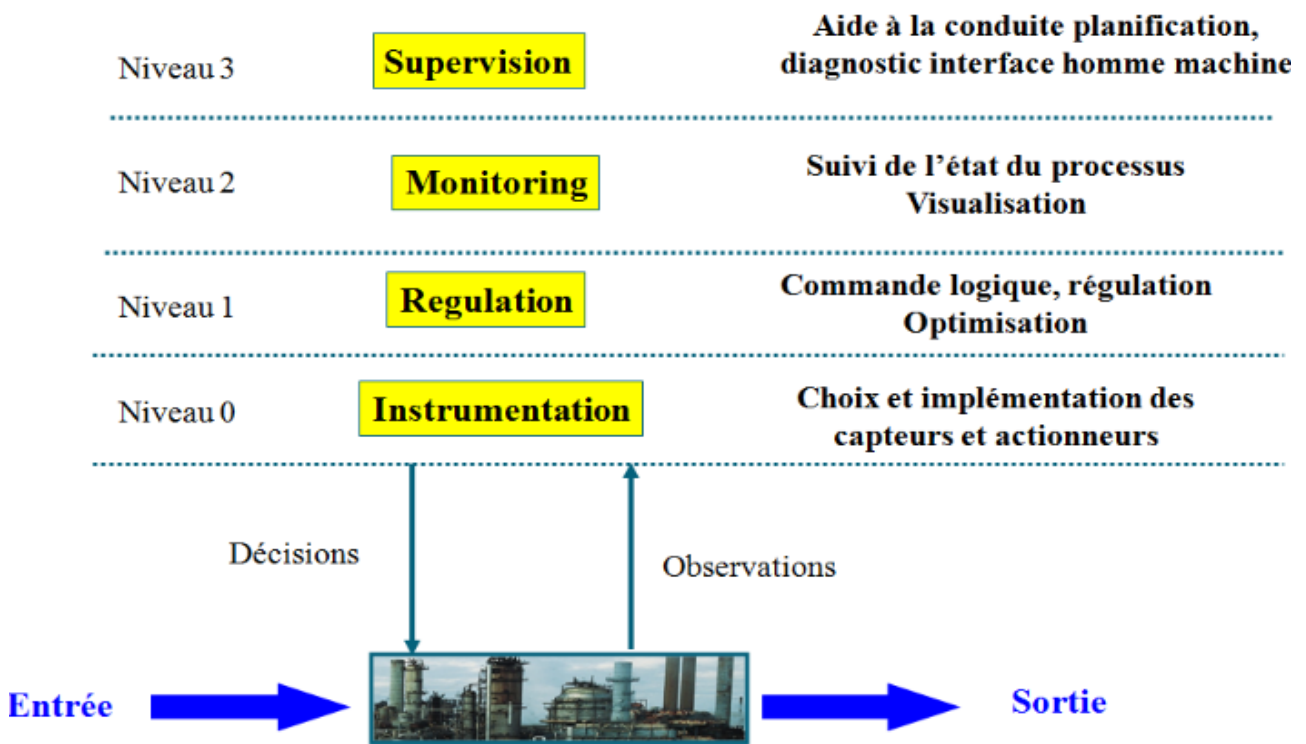 Niveau 3
Supervision
Aide à la conduite planification,
diagnostic interface homme machine
Niveau 2
Monitoring
Suivi de l’état du processus
Visualisation
Niveau 1
Regulation
Commande logique, régulation
Optimisation
Niveau 0
Instrumentation
Choix et implémentation des
capteurs et actionneurs
Décisions
Observations
Entrée
Sortie